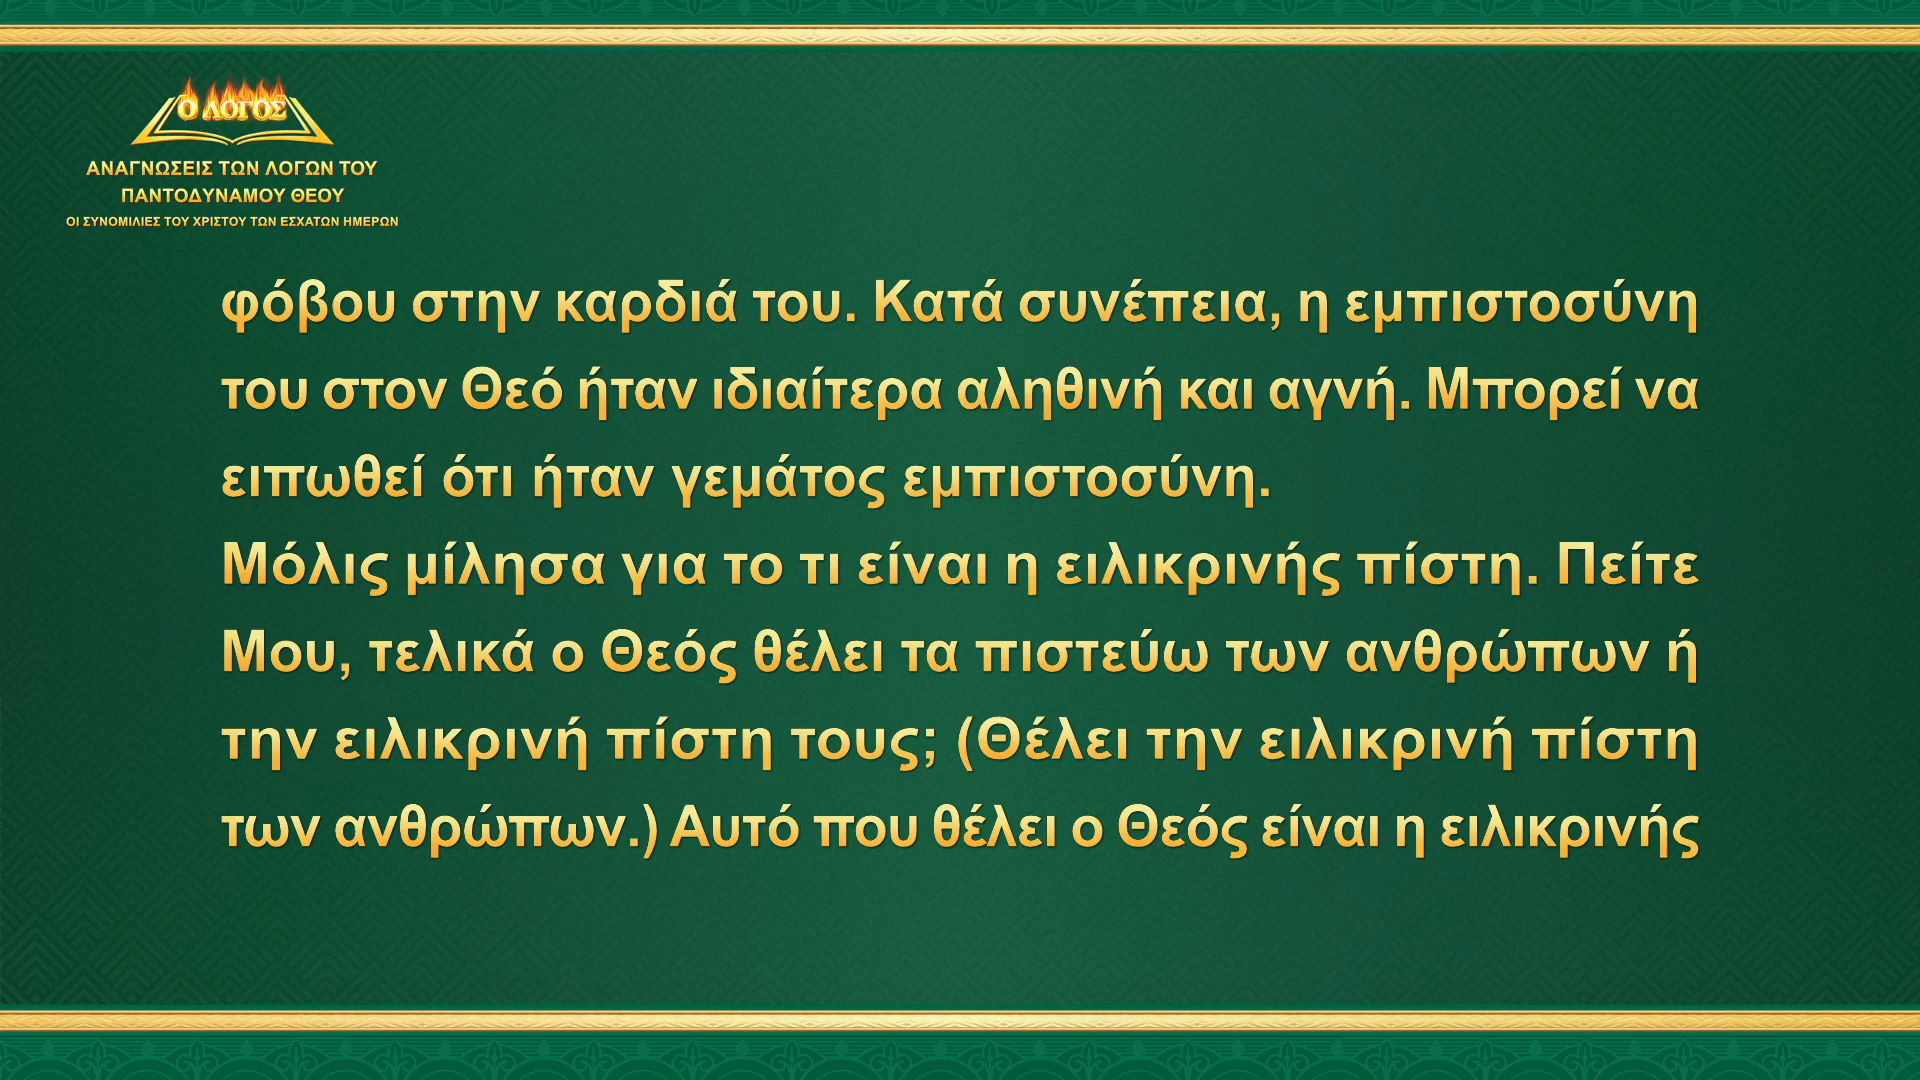 Ο ΛΟΓΟΣ
ΑΝΑΓΝΩΣΕΙΣ ΤΩΝ ΛΟΓΩΝ ΤΟΥ
ΠΑΝΤΟΔΥΝΑΜΟΥ ΘΕΟΥ
ΟΙ ΣΥΝΟΜΙΛΙΕΣ ΤΟΥ ΧΡΙΣΤΟΥ ΤΩΝ ΕΣΧΑΤΩΝ ΗΜΕΡΩΝ
φόβου στην καρδιά του. Κατά συνέπεια, η εμπιστοσύνη
του στον Θεό ήταν ιδιαίτερα αληθινή και αγνή. Μπορεί να
ειπωθεί ότι ήταν γεμάτος εμπιστοσύνη.
Μόλις μίλησα για το τι είναι η ειλικρινής πίστη. Πείτε
Μου, τελικά ο Θεός θέλει τα πιστεύω των ανθρώπων ή
την ειλικρινή πίστη τους; (Θέλει την ειλικρινή πίστη
των ανθρώπων.) Αυτό που θέλει ο Θεός είναι η ειλικρινής